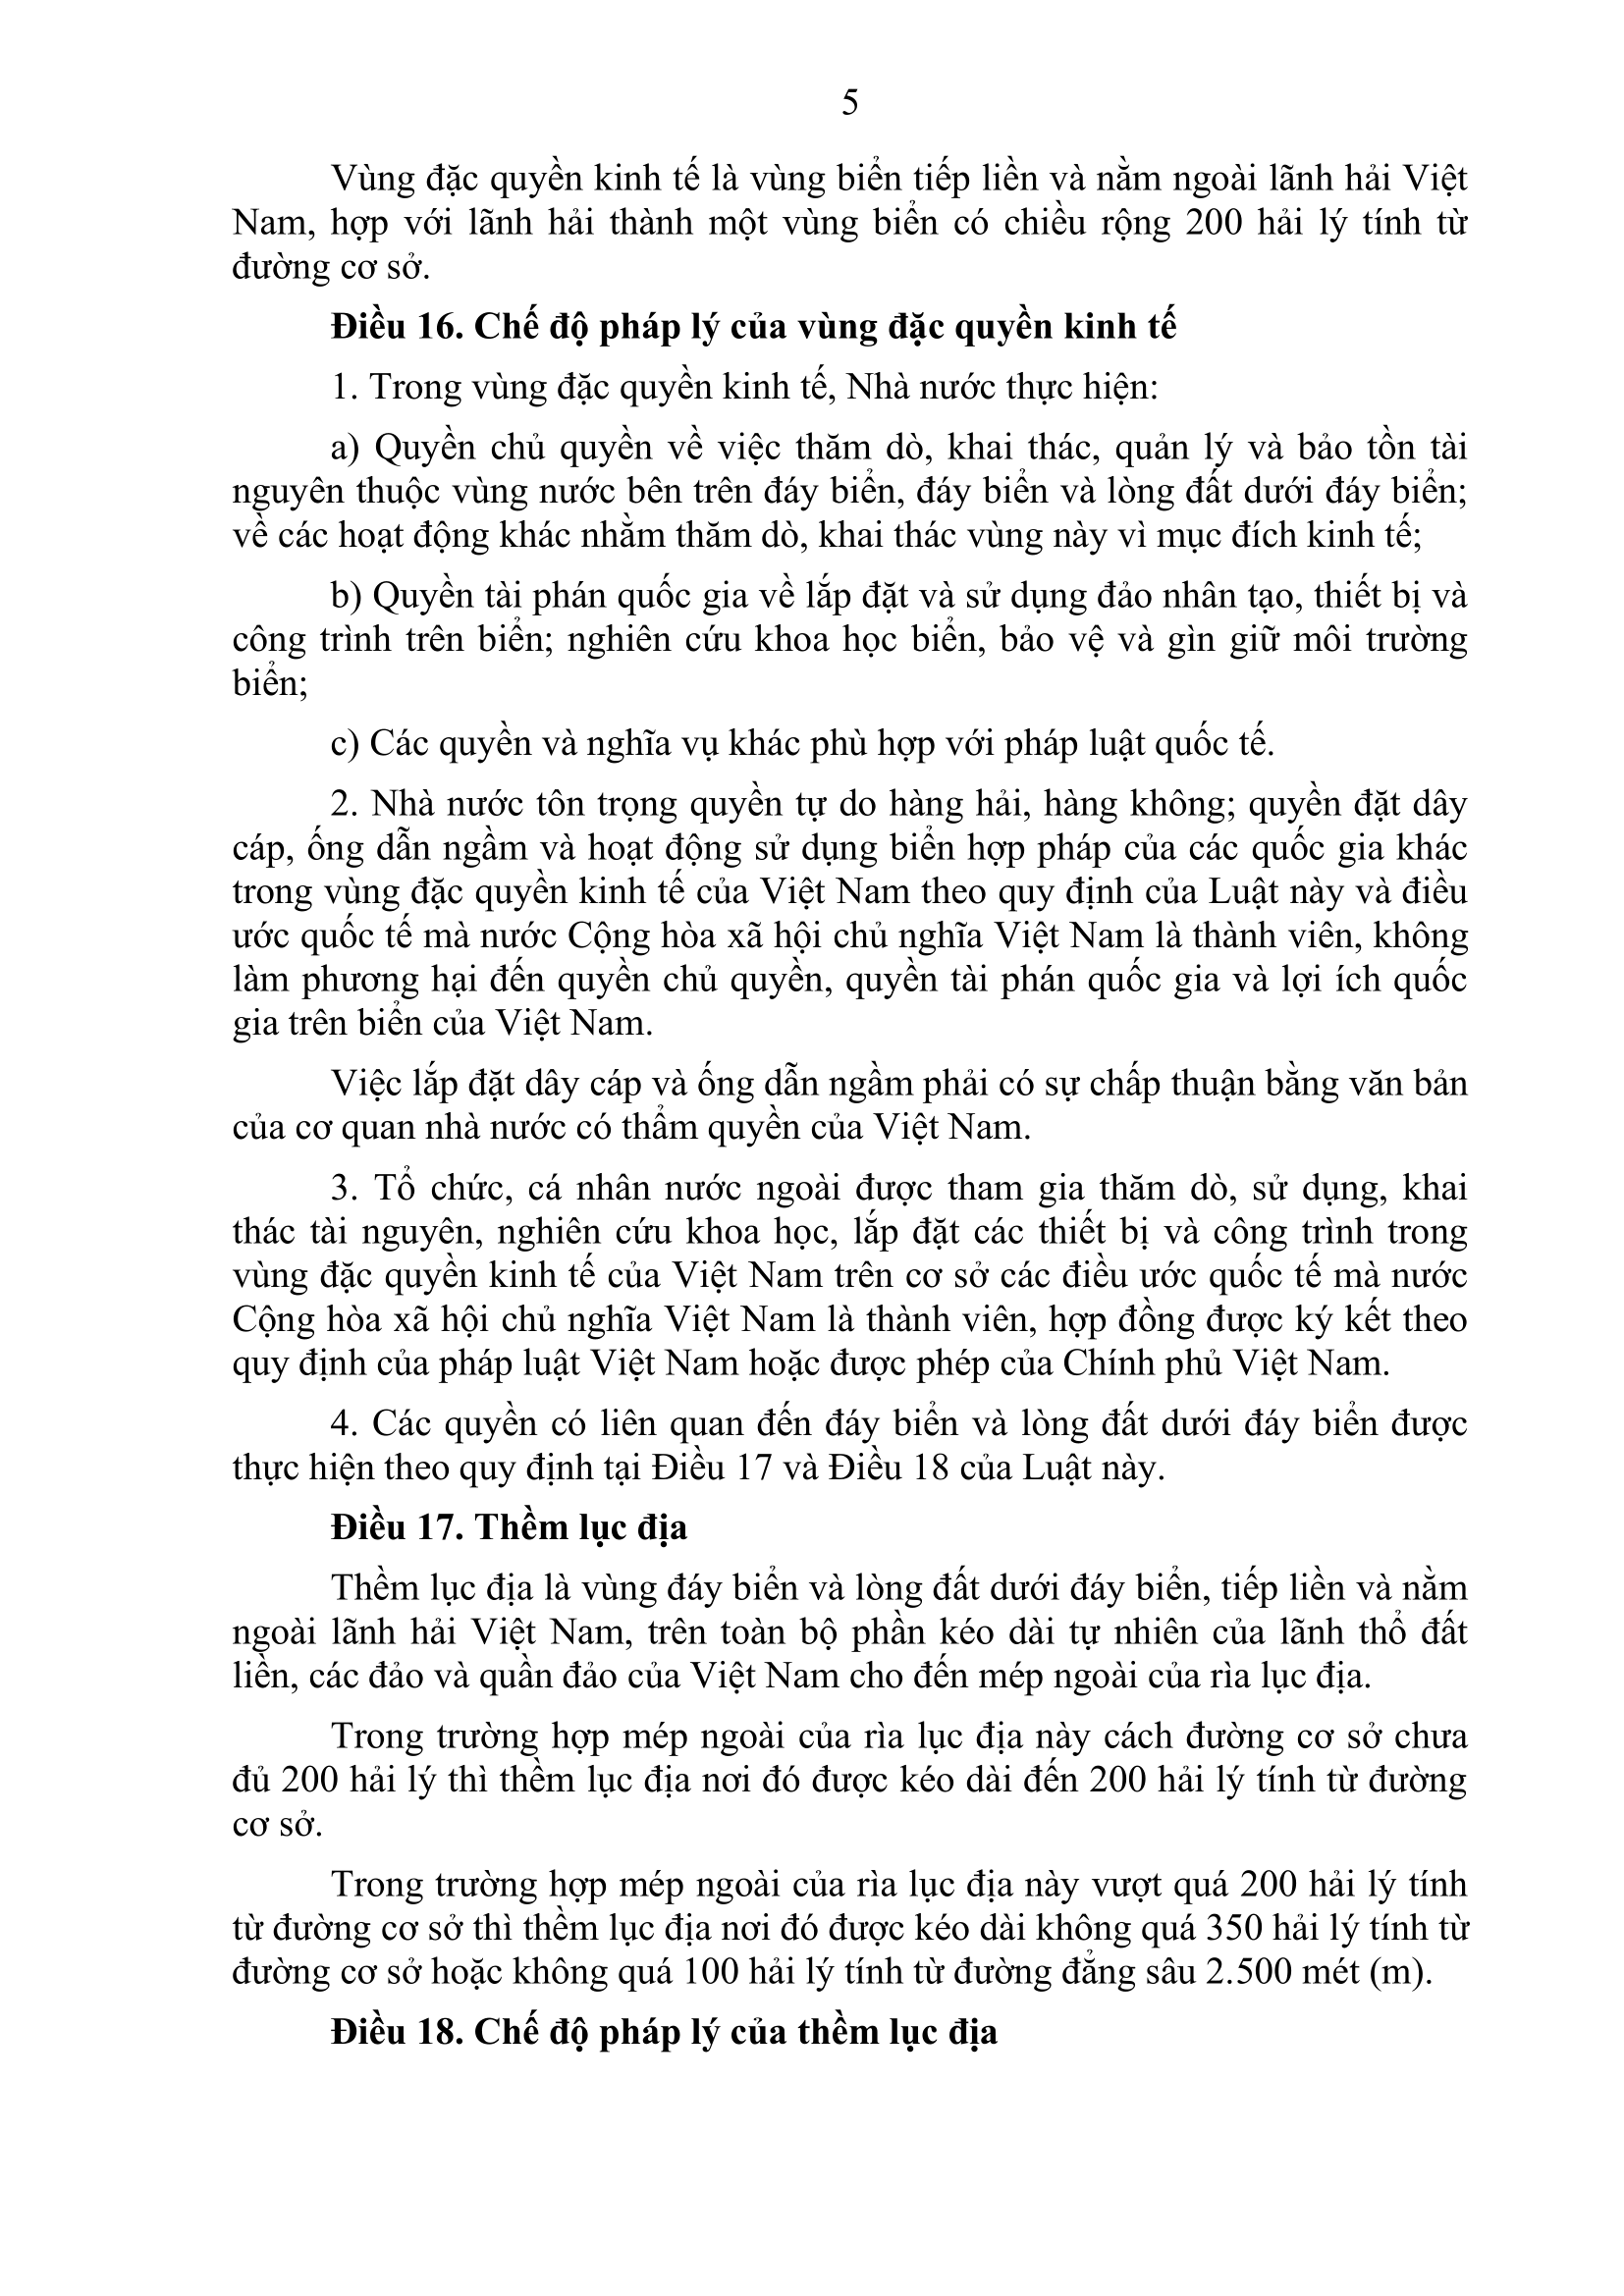 5
Vùng đặc quyền kinh tế là vùng biển tiếp liền và nằm ngoài lãnh hải Việt
Nam, hợp với lãnh hải thành một vùng biển có chiều rộng 200 hải lý tính từ
đường cơ sở.
Điều 16. Chế độ pháp lý của vùng đặc quyền kinh tế
1. Trong vùng đặc quyền kinh tế, Nhà nước thực hiện:
a) Quyền chủ quyền về việc thăm dò, khai thác, quản lý và bảo tồn tài
nguyên thuộc vùng nước bên trên đáy biển, đáy biển và lòng đất dưới đáy biển;
về các hoạt động khác nhằm thăm dò, khai thác vùng này vì mục đích kinh tế;
b) Quyền tài phán quốc gia về lắp đặt và sử dụng đảo nhân tạo, thiết bị và
công trình trên biển; nghiên cứu khoa học biển, bảo vệ và gìn giữ môi trường
biển;
c) Các quyền và nghĩa vụ khác phù hợp với pháp luật quốc tế.
2. Nhà nước tôn trọng quyền tự do hàng hải, hàng không; quyền đặt dây
cáp, ống dẫn ngầm và hoạt động sử dụng biển hợp pháp của các quốc gia khác
trong vùng đặc quyền kinh tế của Việt Nam theo quy định của Luật này và điều
ước quốc tế mà nước Cộng hòa xã hội chủ nghĩa Việt Nam là thành viên, không
làm phương hại đến quyền chủ quyền, quyền tài phán quốc gia và lợi ích quốc
gia trên biển của Việt Nam.
Việc lắp đặt dây cáp và ống dẫn ngầm phải có sự chấp thuận bằng văn bản
của cơ quan nhà nước có thẩm quyền của Việt Nam.
3. Tổ chức, cá nhân nước ngoài được tham gia thăm dò, sử dụng, khai
thác tài nguyên, nghiên cứu khoa học, lắp đặt các thiết bị và công trình trong
vùng đặc quyền kinh tế của Việt Nam trên cơ sở các điều ước quốc tế mà nước
Cộng hòa xã hội chủ nghĩa Việt Nam là thành viên, hợp đồng được ký kết theo
quy định của pháp luật Việt Nam hoặc được phép của Chính phủ Việt Nam.
4. Các quyền có liên quan đến đáy biển và lòng đất dưới đáy biển được
thực hiện theo quy định tại Điều 17 và Điều 18 của Luật này.
Điều 17. Thềm lục địa
Thềm lục địa là vùng đáy biển và lòng đất dưới đáy biển, tiếp liền và nằm
ngoài lãnh hải Việt Nam, trên toàn bộ phần kéo dài tự nhiên của lãnh thổ đất
liền, các đảo và quần đảo của Việt Nam cho đến mép ngoài của rìa lục địa.
Trong trường hợp mép ngoài của rìa lục địa này cách đường cơ sở chưa
đủ 200 hải lý thì thềm lục địa nơi đó được kéo dài đến 200 hải lý tính từ đường
cơ sở.
Trong trường hợp mép ngoài của rìa lục địa này vượt quá 200 hải lý tính
từ đường cơ sở thì thềm lục địa nơi đó được kéo dài không quá 350 hải lý tính từ
đường cơ sở hoặc không quá 100 hải lý tính từ đường đẳng sâu 2.500 mét (m).
Điều 18. Chế độ pháp lý của thềm lục địa